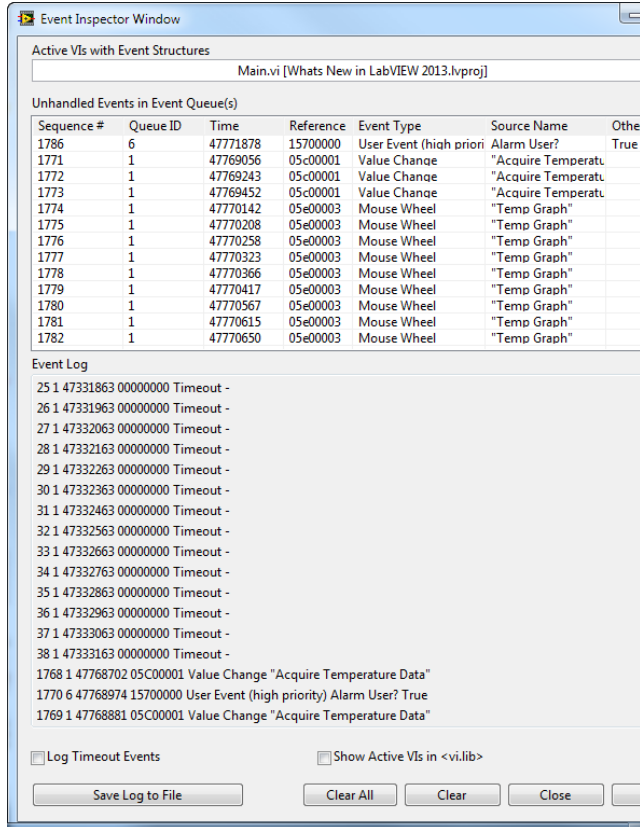 Event Inspector Window
Active VIs with Event Structures
Main.vi [Whats New in LabVIEW 2013.lvproj]
Unhandled Events in Event Queue(s)
Sequence # Queue ID Time Reference Event Type Source Name Othe
1786 6 47771878 15700000 User Event (high priori Alarm User? True
1771 1 47769056 05c00001 Value Change "Acquire Temperatu
1772 1 47769243 05c00001 Value Change "Acquire Temperatu
1773 1 47769452 05c00001 Value Change "Acquire Temperatu
1774 1 47770142 05e00003 Mouse Wheel "Temp Graph"
1775 1 47770208 05e00003 Mouse Wheel "Temp Graph"
1776 1 47770258 05e00003 Mouse Wheel "Temp Graph"
1777 1 47770323 05e00003 Mouse Wheel "Temp Graph"
1778 1 47770366 05e00003 Mouse Wheel "Temp Graph"
1779 1 47770417 05e00003 Mouse Wheel "Temp Graph"
1780 1 47770567 05e00003 Mouse Wheel "Temp Graph"
1781 1 47770615 05e00003 Mouse Wheel "Temp Graph"
1782 1 47770650 05e00003 Mouse Wheel "Temp Graph"
Event Log
25 1 47331863 00000000 Timeout -
26 1 47331963 00000000 Timeout -
27 1 47332063 00000000 Timeout -
28 1 47332163 00000000 Timeout -
29 1 47332263 00000000 Timeout -
30 1 47332363 00000000 Timeout -
31 1 47332463 00000000 Timeout -
32 1 47332563 00000000 Timeout -
33 1 47332663 00000000 Timeout -
34 1 47332763 00000000 Timeout -
35 1 47332863 00000000 Timeout -
36 1 47332963 00000000 Timeout -
37 1 47333063 00000000 Timeout -
38 1 47333163 00000000 Timeout -
1768 1 47768702 05C00001 Value Change "Acquire Temperature Data"
1770 6 47768974 15700000 User Event (high priority) Alarm User? True
1769 1 47768881 05C00001 Value Change "Acquire Temperature Data"
Log Timeout Events Show Active VIs in <vi.lib>
Save Log to File Clear All Clear Close